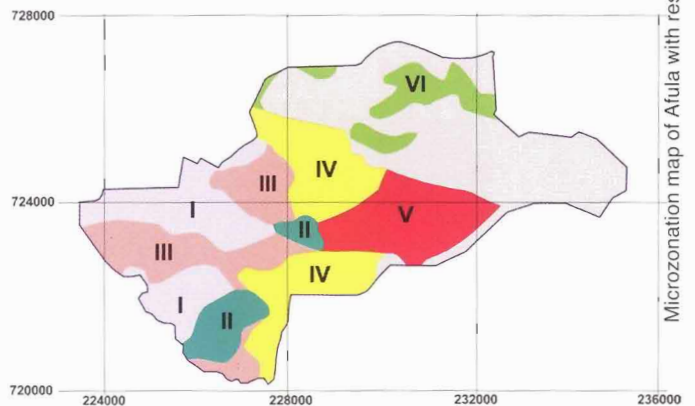 728000
VI
IV
III
724000
I
V
II
III
IV
I
II
720000
224000
228000
232000
236000
Microzonation map of Afula with res